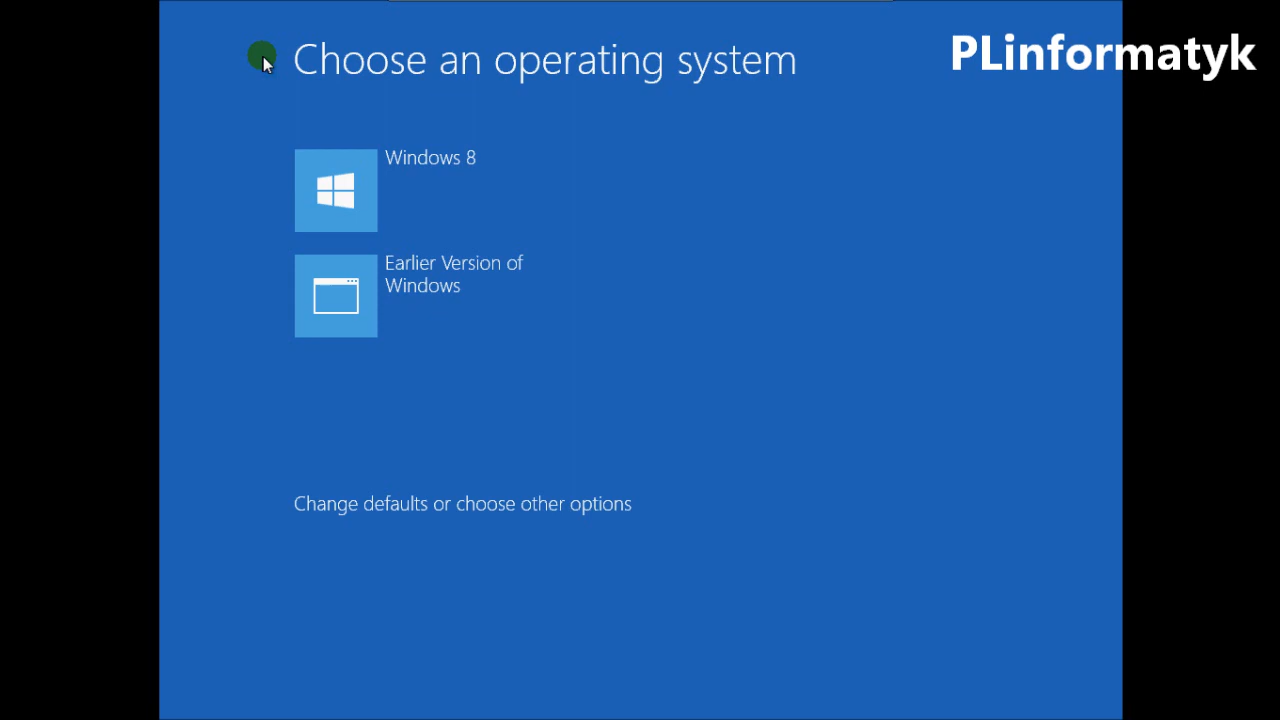 Choose an operating system
PLinformatyk
Windows 8
Earlier Version of
Windows
Change defaults or choose other options